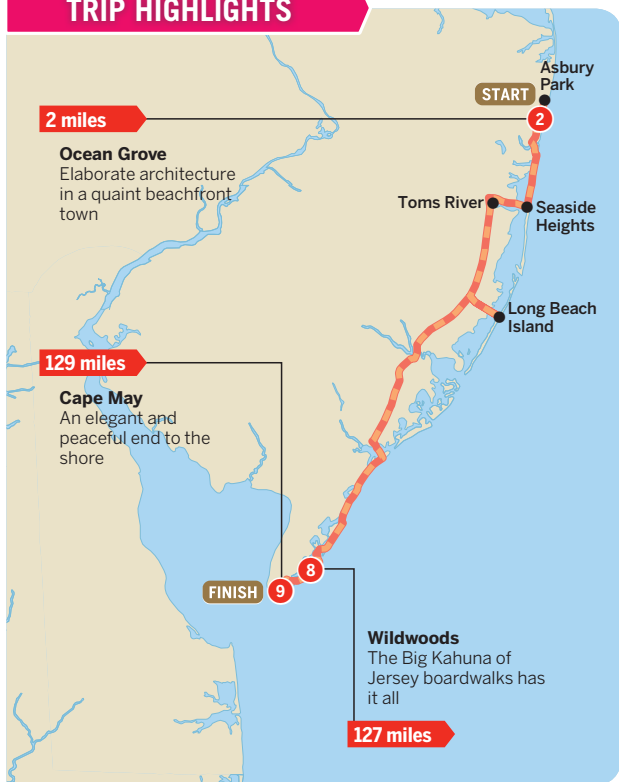 TRIP HIGHLIGHTS
Asbury
Park
START
2 miles
2
Ocean Grove
Elaborate architecture
in a quaint beachfront
town
Toms River
Seaside
Heights
Long Beach
Island
129 miles
Cape May
An elegant and
peaceful end to the
shore
8
FINISH
9
Wildwoods
The Big Kahuna of
Jersey boardwalks has
it all
127 miles